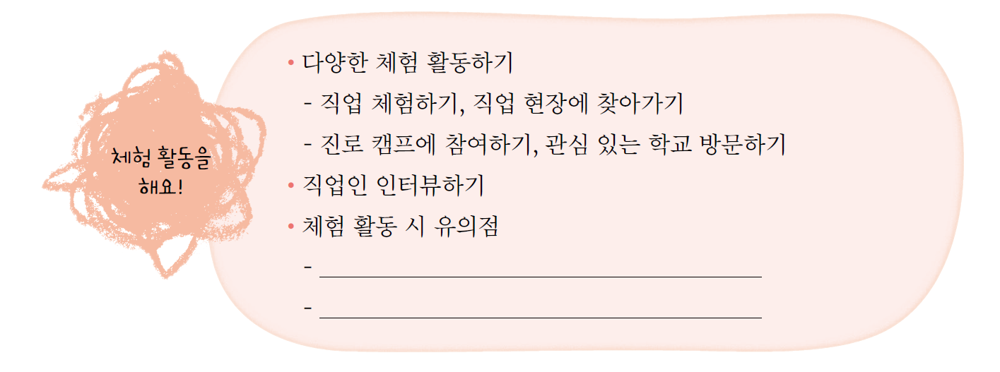 체험 활동을
해요!
• 다양한 체험 활동하기
- 직업 체험하기, 직업 현장에 찾아가기
- 진로 캠프에 참여하기, 관심 있는 학교 방문하기
• 직업인 인터뷰하기
• 체험 활동 시 유의점
-
-